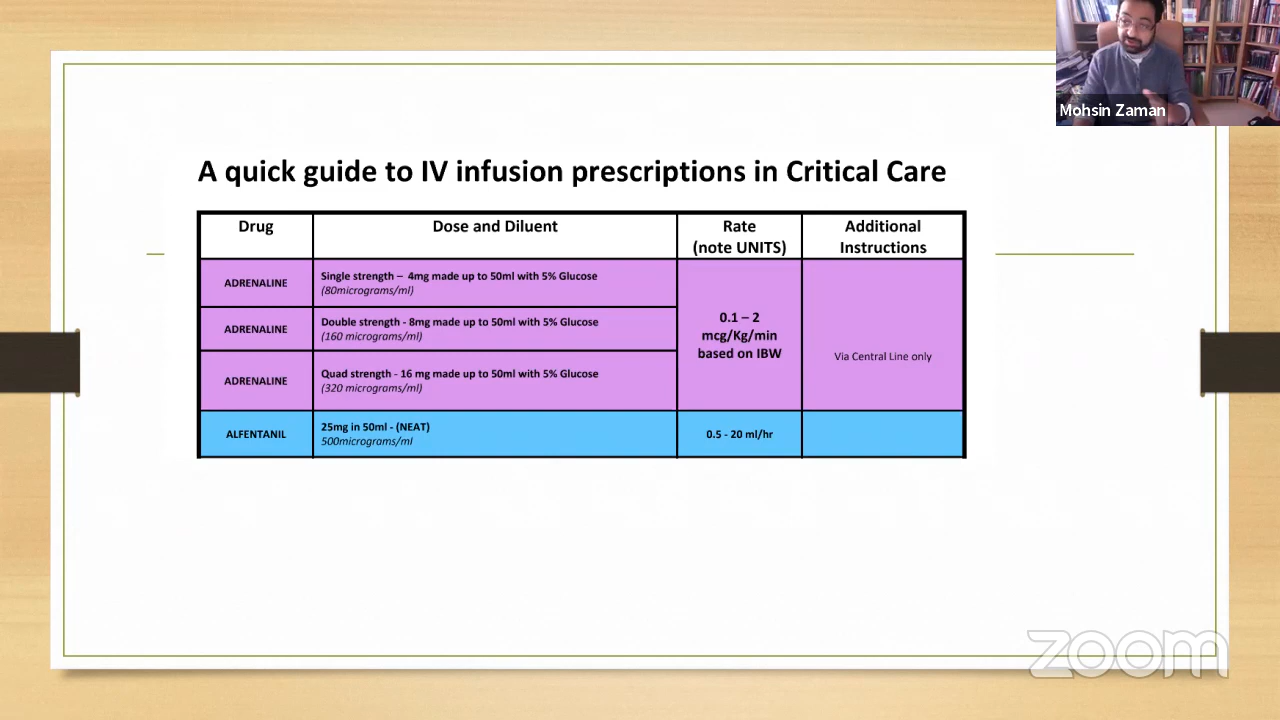 Mohsin Zaman
A quick guide to IV infusion prescriptions in Critical Care
Drug
Dose and Diluent
Rate
(note UNITS)
Additional
Instructions
ADRENALINE
Single strength – 4mg made up to 50ml with 5% Glucose
(80micrograms/ml)
ADRENALINE
Double strength - 8mg made up to 50ml with 5% Glucose
(160 micrograms/ml)
ADRENALINE
Quad strength - 16 mg made up to 50ml with 5% Glucose
(320 micrograms/ml)
0.1 – 2
mcg/Kg/min
based on IBW
Via Central Line only
ALFENTANIL
25mg in 50ml - (NEAT)
500micrograms/ml
0.5 - 20 ml/hr
zoom